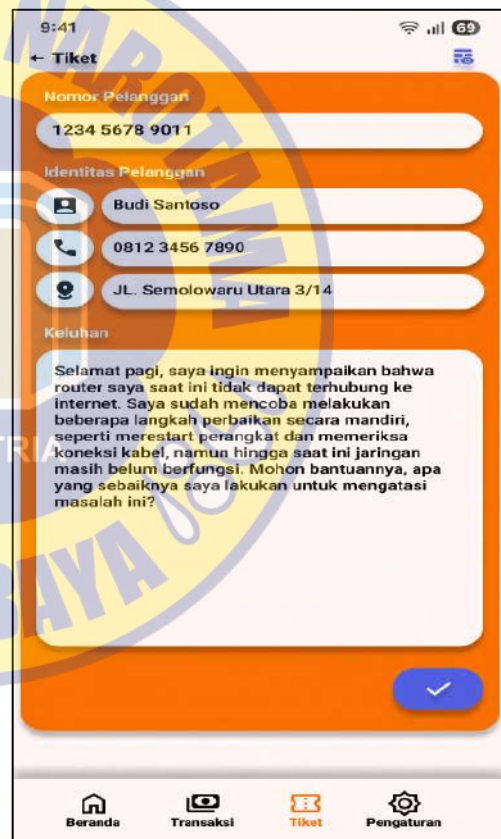 9:41
69
← Tiket
Nomor Pelanggan
1234 5678 9011
Identitas Pelanggan
Budi Santoso
0812 3456 7890
JL. Semolowaru Utara 3/14
Keluhan
Selamat pagi, saya ingin menyampaikan bahwa
router saya saat ini tidak dapat terhubung ke
internet. Saya sudah mencoba melakukan
beberapa langkah perbaikan secara mandiri,
seperti merestart perangkat dan memeriksa
koneksi kabel, namun hingga saat ini jaringan
masih belum berfungsi. Mohon bantuannya, apa
yang sebaiknya saya lakukan untuk mengatasi
masalah ini?
Beranda Transaksi Tiket Pengaturan
NAROTAMA